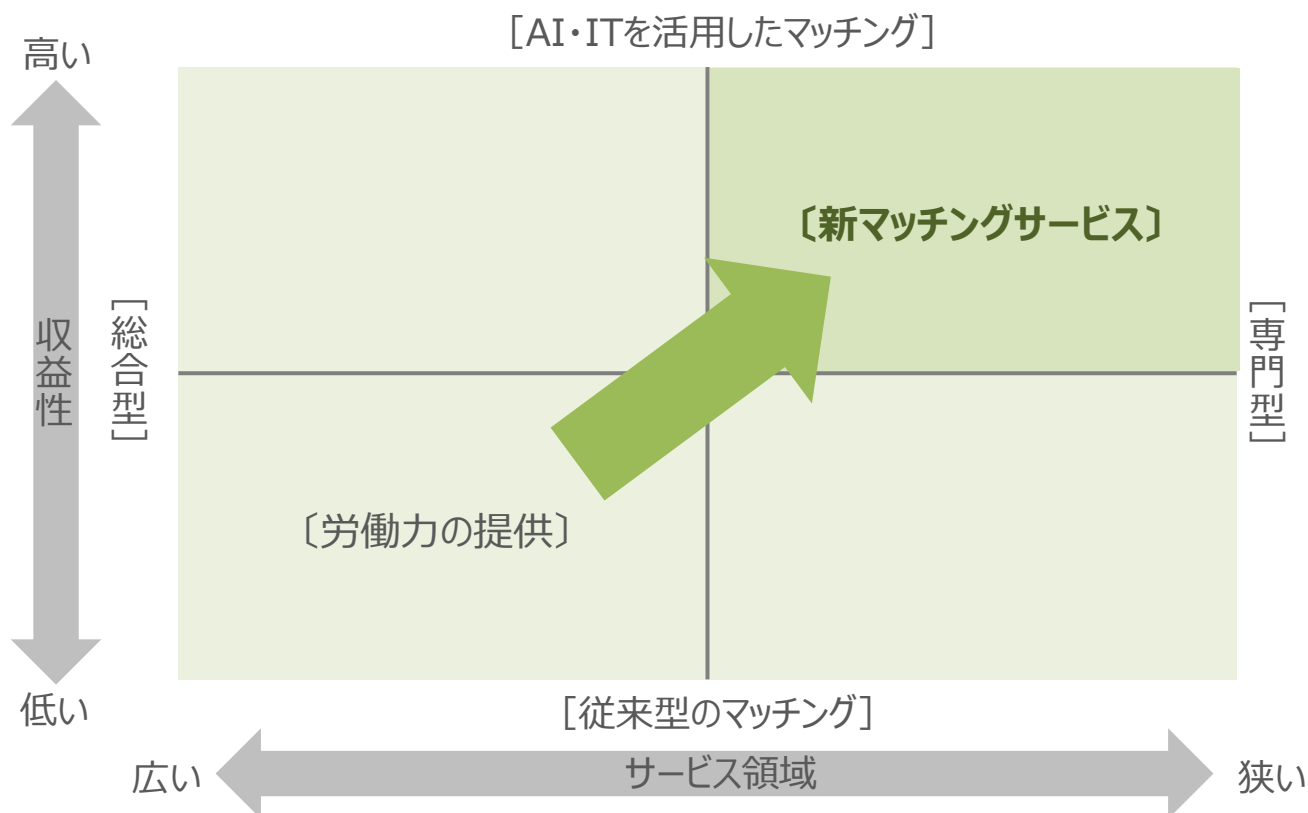 [AI・ITを活用したマッチング]
高い
〔新マッチングサービス〕
収益性
[総合型]
[専門型]
〔労働力の提供〕
低い
[従来型のマッチング]
広い
サービス領域
狭い